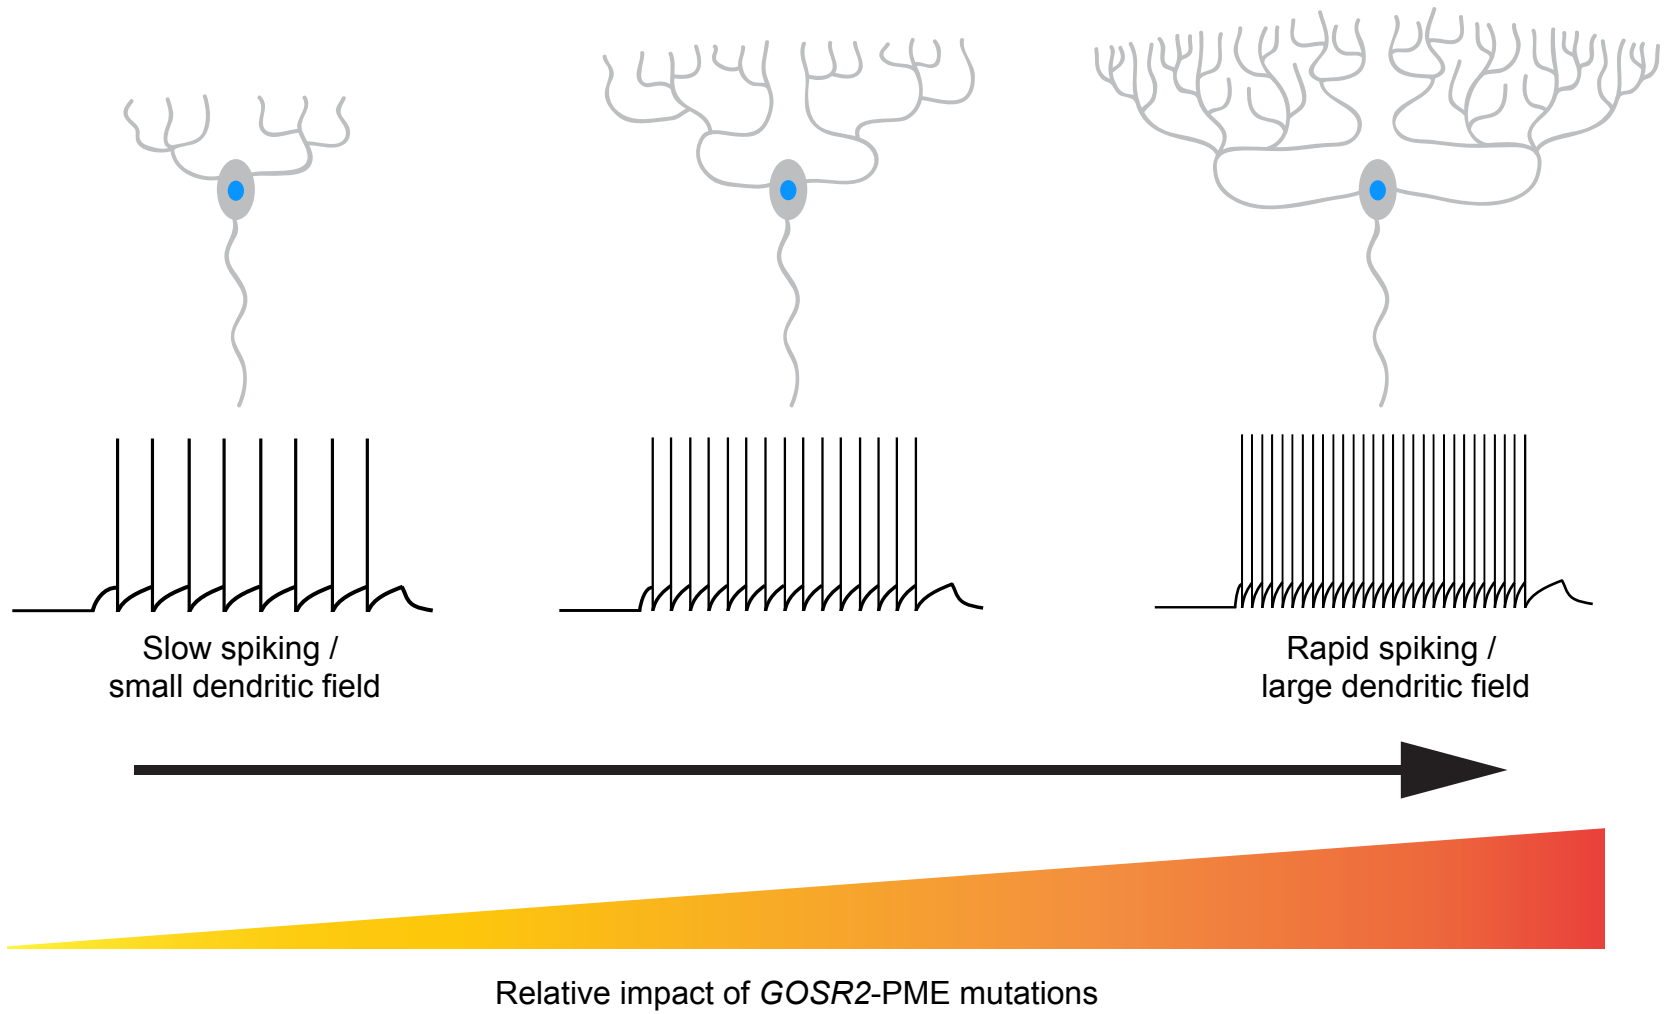 Slow spiking /
small dendritic field
Rapid spiking /
large dendritic field
Relative impact of GOSR2-PME mutations